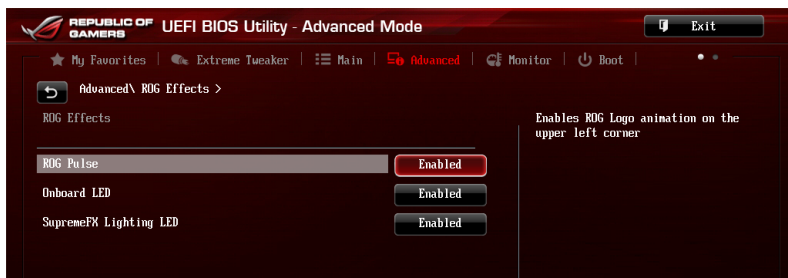 REPUBLIC OF GAMERS UEFI BIOS Utility - Advanced Mode Exit
My Favorites Extreme Tweaker Main Advanced Monitor Boot
Advanced\ ROG Effects >
ROG Effects
Enables ROG Logo animation on the
upper left corner
ROG Pulse Enabled
Onboard LED Enabled
SupremeFX Lighting LED Enabled